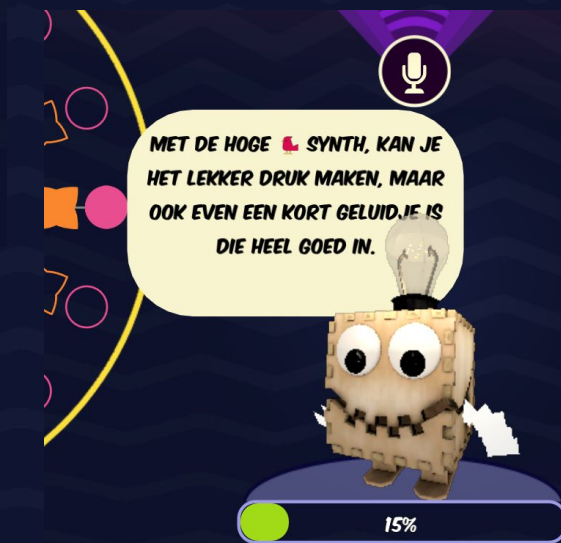 MET DE HOGE SYNTH, KAN JE
HET LEKKER DRUK MAKEN, MAAR
OOK EVEN EEN KORT GELUIDJE IS
DIE HEEL GOED IN.
15%